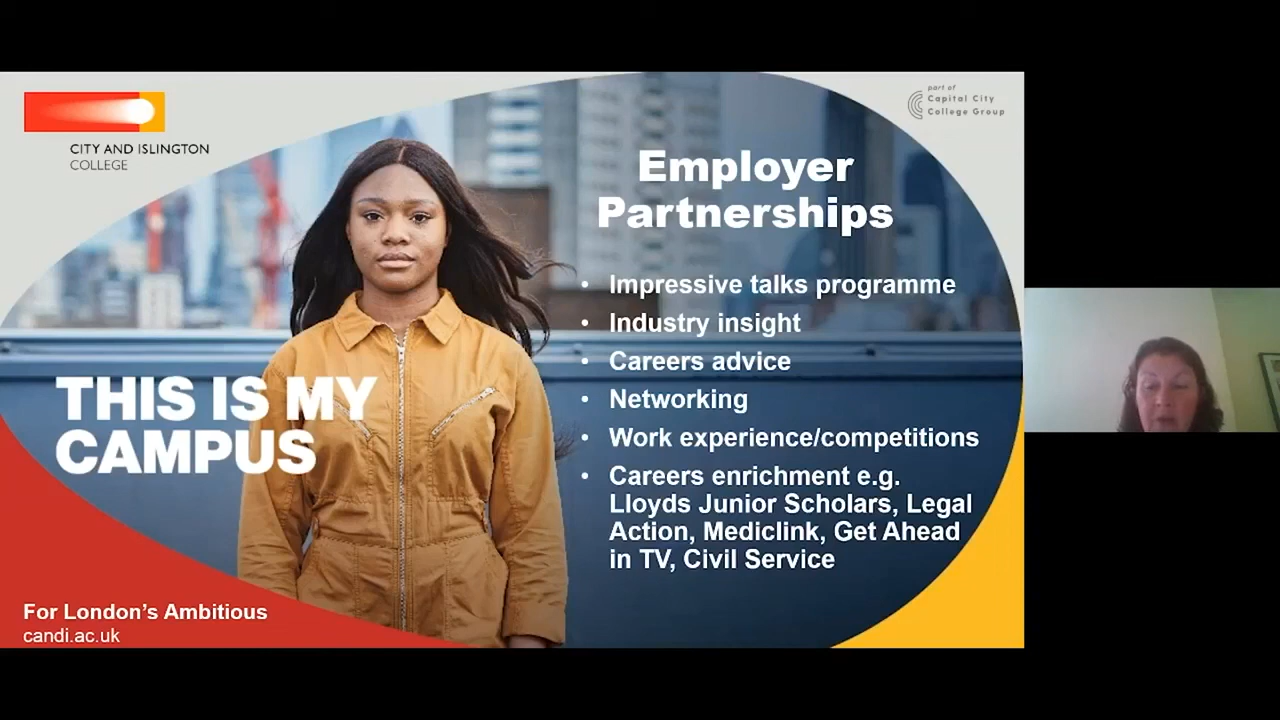 CITY AND ISLINGTON
COLLEGE
part of
Capital City
College Group
Employer
Partnerships
• Impressive talks programme
• Industry insight
• Careers advice
• Networking
• Work experience/competitions
• Careers enrichment e.g.
Lloyds Junior Scholars, Legal
Action, Mediclink, Get Ahead
in TV, Civil Service
THIS IS MY
CAMPUS
For London's Ambitious
candi.ac.uk